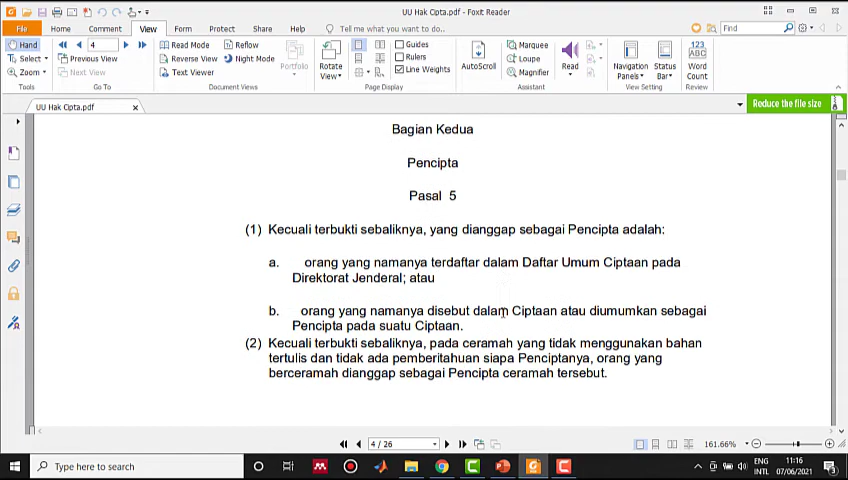 UU Hak Cipta.pdf - Foxit Reader
File Home Comment View Form Protect Share Help Tell me what you want to do... Find
Hand 4 Read Mode Reflow Guides Marquee 123
Select Previous View Reverse View Night Mode Rulers Loupe ABC
Zoom Next View Text Viewer Portfolio Rotate View Line Weights AutoScroll Magnifier Read Navigation Panels Status Bar Word Count
Tools Go To Document Views Page Display Assistant View Setting Review
UU Hak Cipta.pdf Reduce the file size
Bagian Kedua
Pencipta
Pasal 5
(1) Kecuali terbukti sebaliknya, yang dianggap sebagai Pencipta adalah:
a. orang yang namanya terdaftar dalam Daftar Umum Ciptaan pada
Direktorat Jenderal; atau
b. orang yang namanya disebut dalam Ciptaan atau diumumkan sebagai
Pencipta pada suatu Ciptaan.
(2) Kecuali terbukti sebaliknya, pada ceramah yang tidak menggunakan bahan
tertulis dan tidak ada pemberitahuan siapa Penciptanya, orang yang
berceramah dianggap sebagai Pencipta ceramah tersebut.
4 / 26 161.66%
Type here to search ENG 11:16
INTL 07/06/2021 3